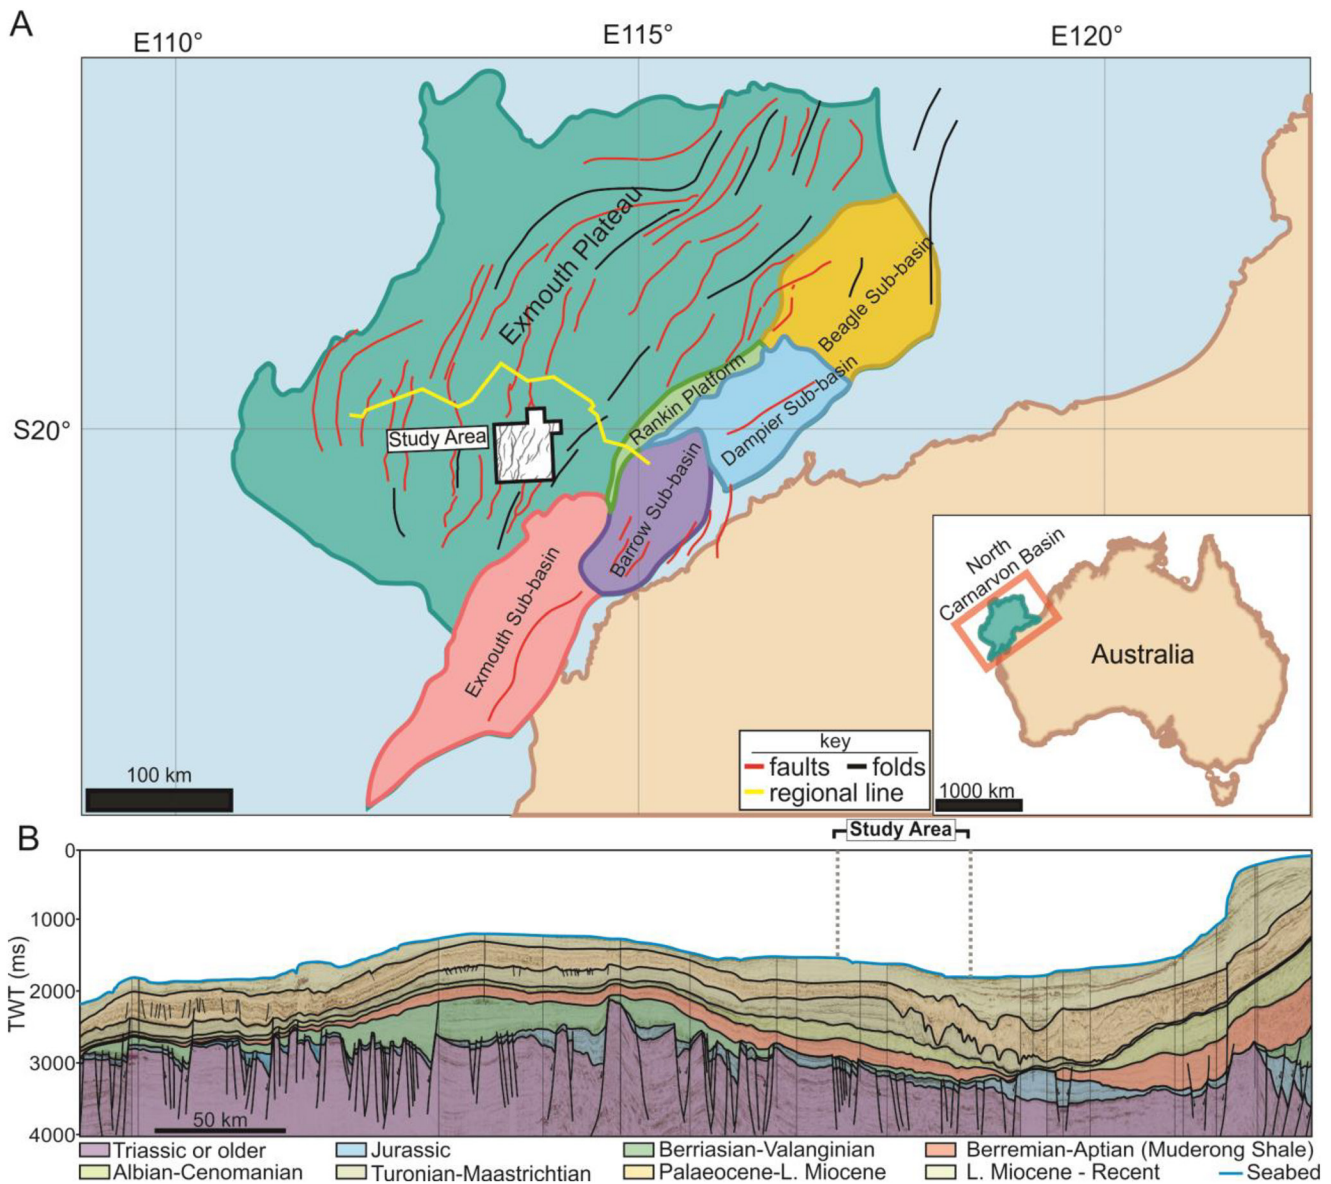 A
E110°
E115°
E120°
S20°
Exmouth Plateau
Study Area
Rankin Platform
Beagle Sub-basin
Dampier Sub-basin
Barrow Sub-basin
Exmouth Sub-basin
North
Carnarvon Basin
Australia
key
faults
folds
regional line
100 km
1000 km
B
Study Area
TWT (ms)
0
1000
2000
3000
4000
50 km
Triassic or older
Jurassic
Berriasian-Valanginian
Berremian-Aptian (Muderong Shale)
Albian-Cenomanian
Turonian-Maastrichtian
Palaeocene-L. Miocene
L. Miocene - Recent
Seabed